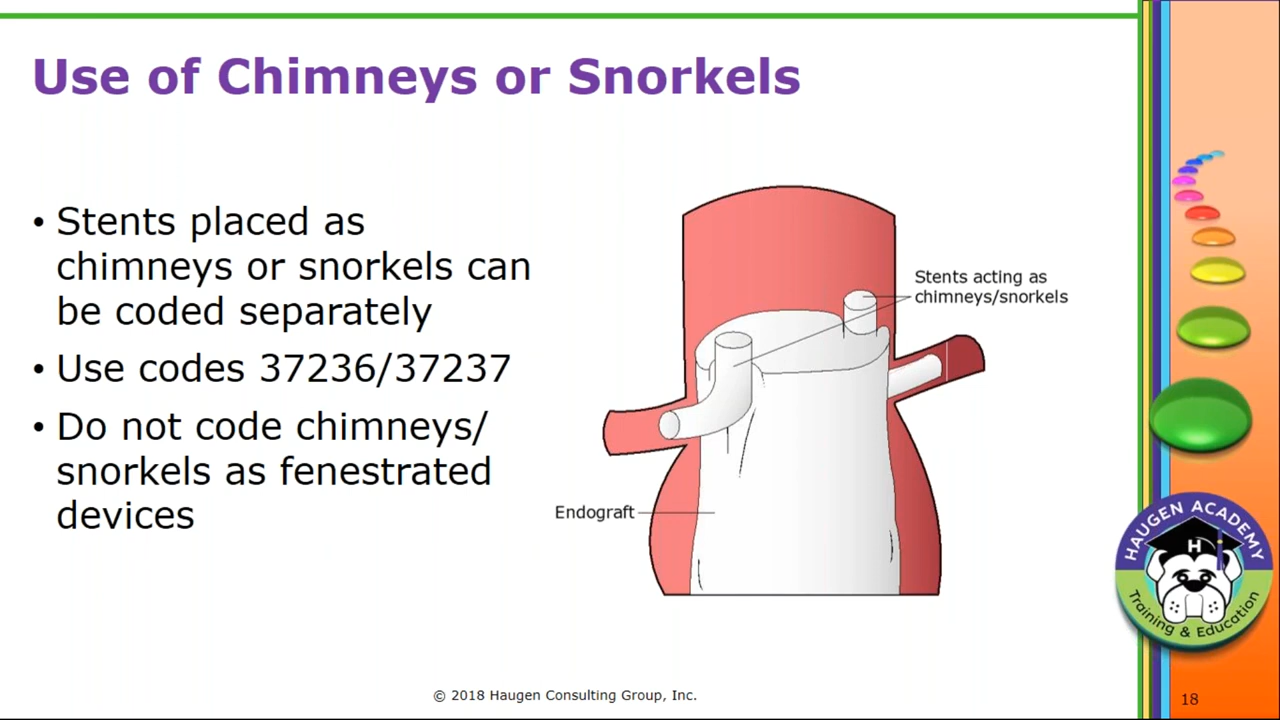 Use of Chimneys or Snorkels
• Stents placed as
chimneys or snorkels can
be coded separately
• Use codes 37236/37237
• Do not code chimneys/
snorkels as fenestrated
devices
Stents acting as
chimneys/snorkels
Endograft
HAUGEN ACADEMY
H
Training & Education
© 2018 Haugen Consulting Group, Inc.
18